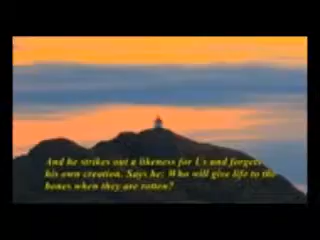 And he strikes out a likeness for Us and forgets
his own creation. Says he: Who will give life to the
bones when they are rotten?